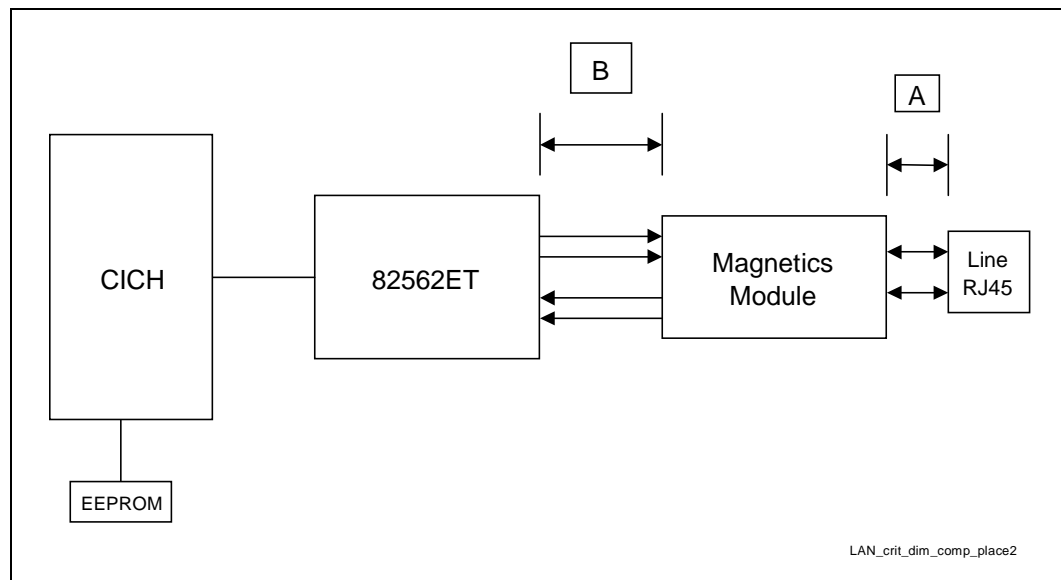 B
A
CICH
82562ET
Magnetics
Module
Line
RJ45
EEPROM
LAN_crit_dim_comp_place2